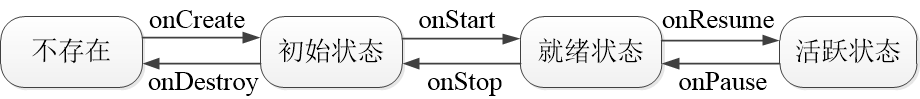 onCreate
onStart
onResume
不存在
初始状态
就绪状态
活跃状态
onDestroy
onStop
onPause